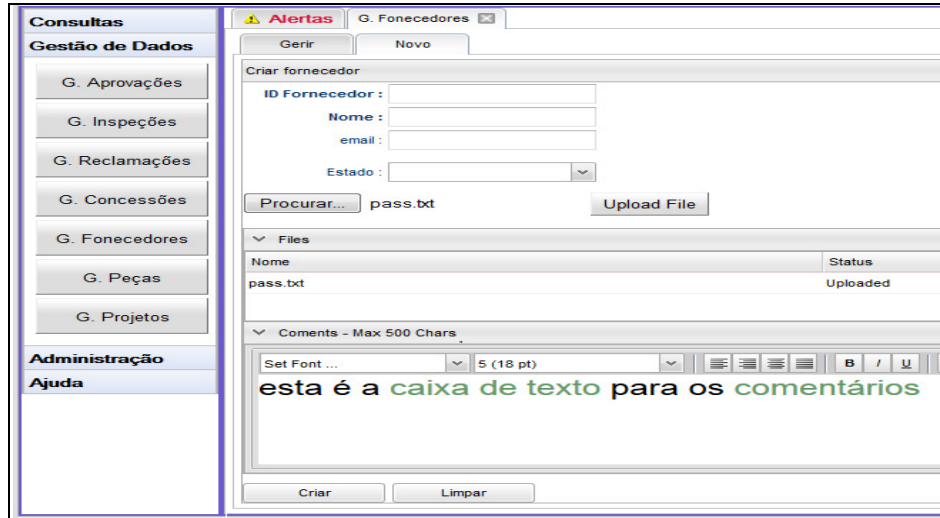 Consultas
Gestão de Dados
G. Aprovações
G. Inspeções
G. Reclamações
G. Concessões
G. Fonecedores
G. Peças
G. Projetos
Administração
Ajuda
Alertas G. Fonecedores
Gerir Novo
Criar fornecedor
ID Fornecedor :
Nome :
email :
Estado :
Procurar... pass.txt Upload File
Files
Nome Status
pass.txt Uploaded
Coments - Max 500 Chars
Set Font ... 5 (18 pt) B I U
esta é a caixa de texto para os comentários
Criar Limpar